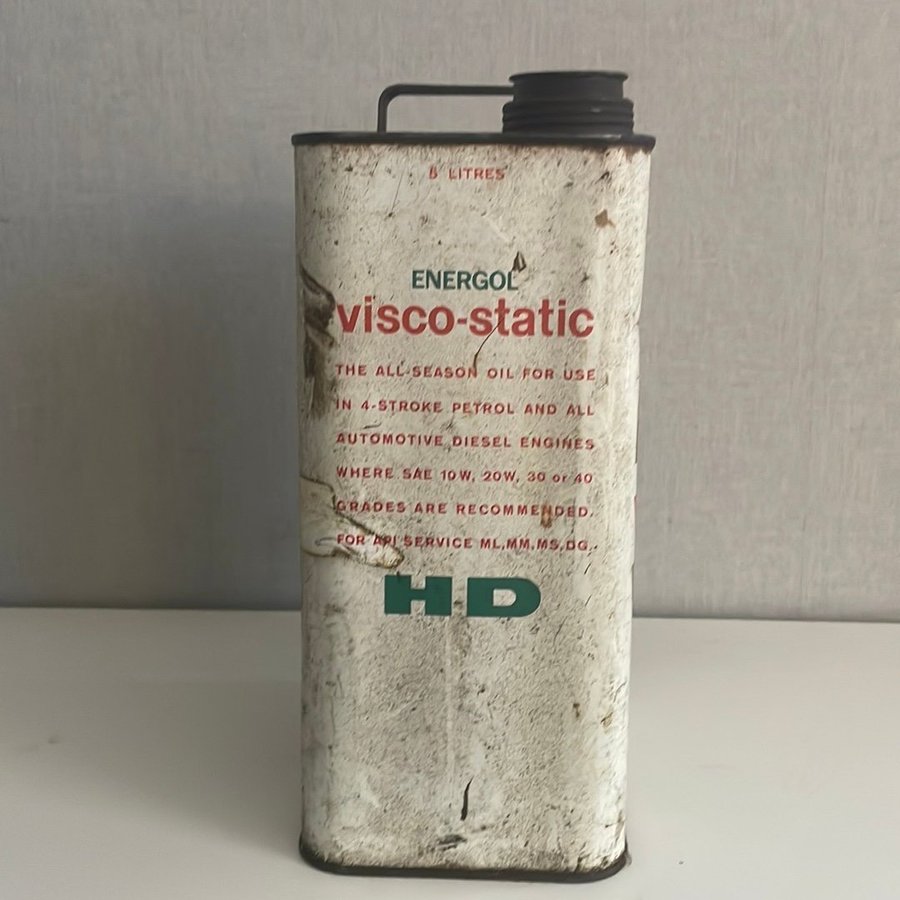 5 LITRES
ENERGOL
visco-static
THE ALL-SEASON OIL FOR USE
IN 4-STROKE PETROL AND ALL
AUTOMOTIVE DIESEL ENGINES
WHERE SAE 10W, 20W, 30 or 40
GRADES ARE RECOMMENDED.
FOR API SERVICE ML,MM,MS,DG.
HD